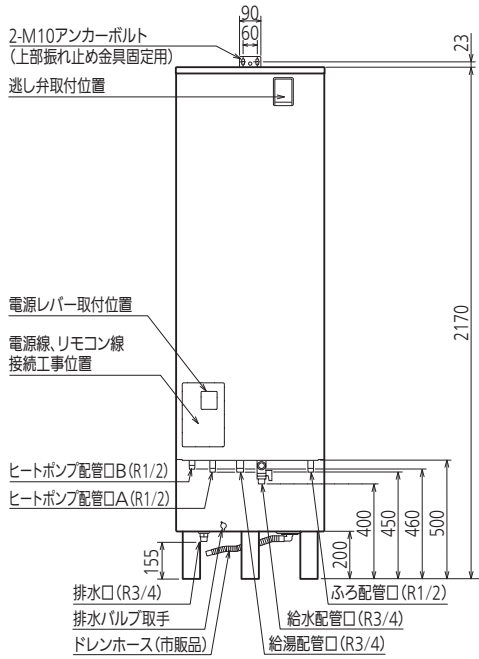 90
60
23
2-M10アンカーボルト
(上部振れ止め金具固定用)
逃し弁取付位置
2170
電源レバー取付位置
電源線、リモコン線
接続工事位置
ヒートポンプ配管口B(R1/2)
ヒートポンプ配管口A(R1/2)
155
200
400
450
460
500
排水口(R3/4)
排水バルブ取手
ドレンホース(市販品)
ふろ配管口(R1/2)
給水配管口(R3/4)
給湯配管口(R3/4)